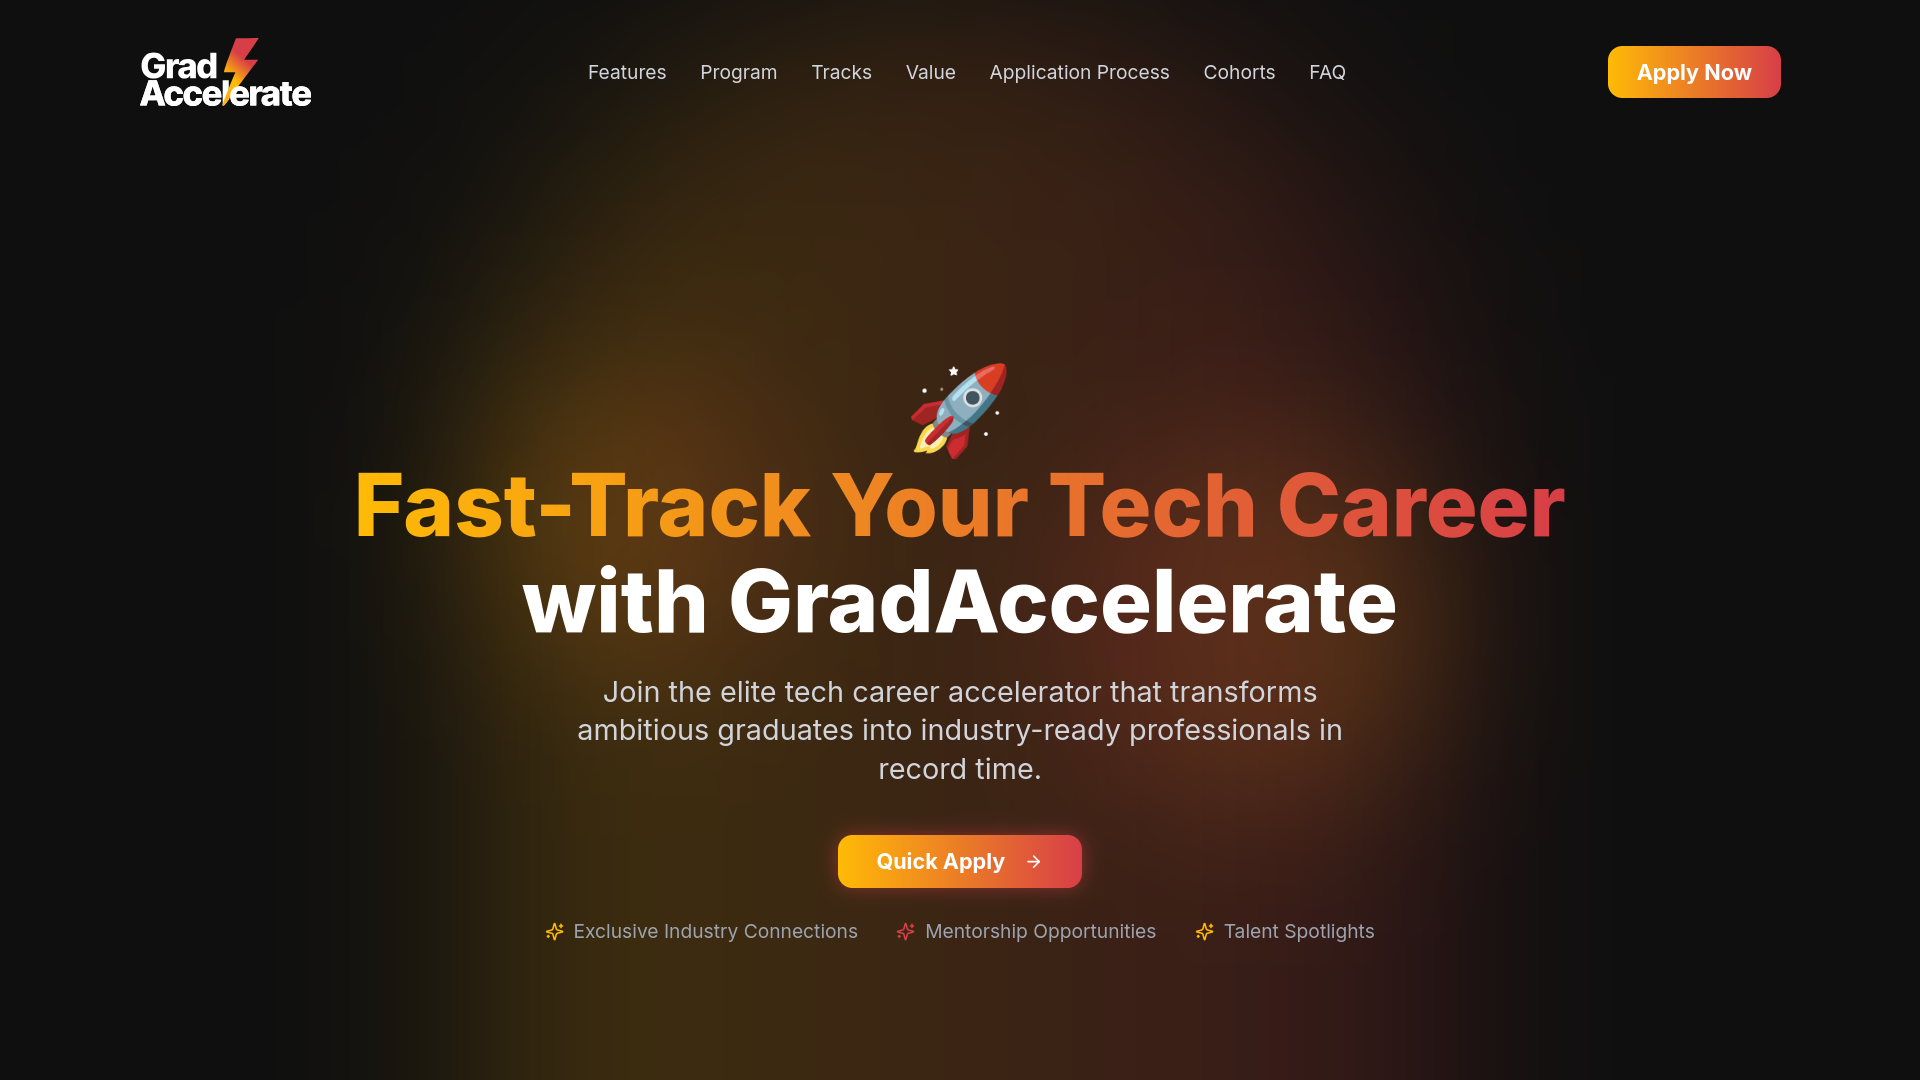 Grad
Accelerate
Features
Program
Tracks
Value
Application Process
Cohorts
FAQ
Apply Now
Fast-Track Your Tech Career
with GradAccelerate
Join the elite tech career accelerator that transforms
ambitious graduates into industry-ready professionals in
record time.
Quick Apply
Exclusive Industry Connections
Mentorship Opportunities
Talent Spotlights